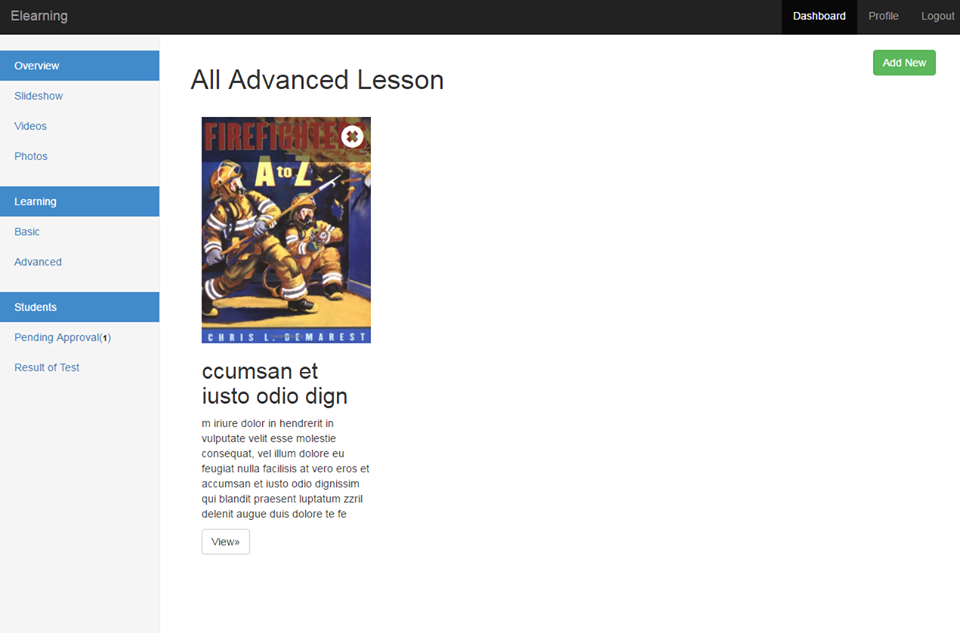 Elearning
Dashboard
Profile
Logout
Overview
Slideshow
Videos
Photos
Learning
Basic
Advanced
Students
Pending Approval(1)
Result of Test
All Advanced Lesson
Add New
FIREFIGHTERS
A to Z
CHRIS L. DEMAREST
ccumsan et
iusto odio dign
m iriure dolor in hendrerit in
vulputate velit esse molestie
consequat, vel illum dolore eu
feugiat nulla facilisis at vero eros et
accumsan et iusto odio dignissim
qui blandit praesent luptatum zzril
delenit augue duis dolore te fe
View»